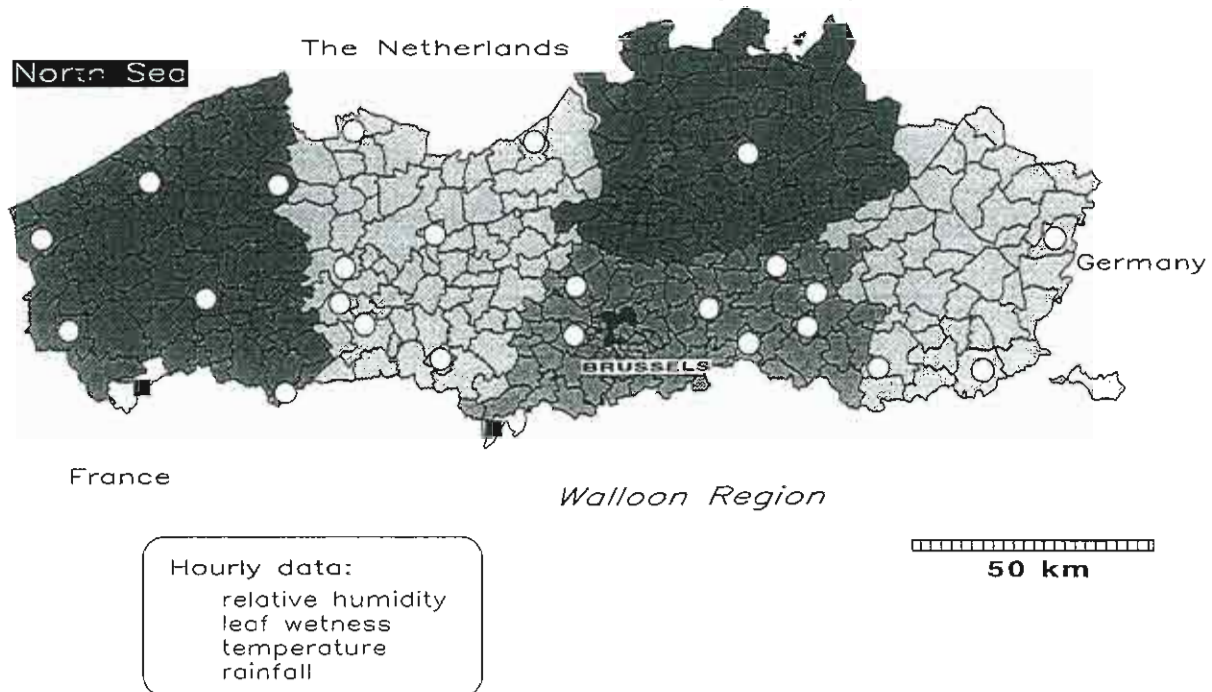 The Netherlands
North Sea
Germany
BRUSSELS
France
Walloon Region
50 km
Hourly data:
relative humidity
leaf wetness
temperature
rainfall